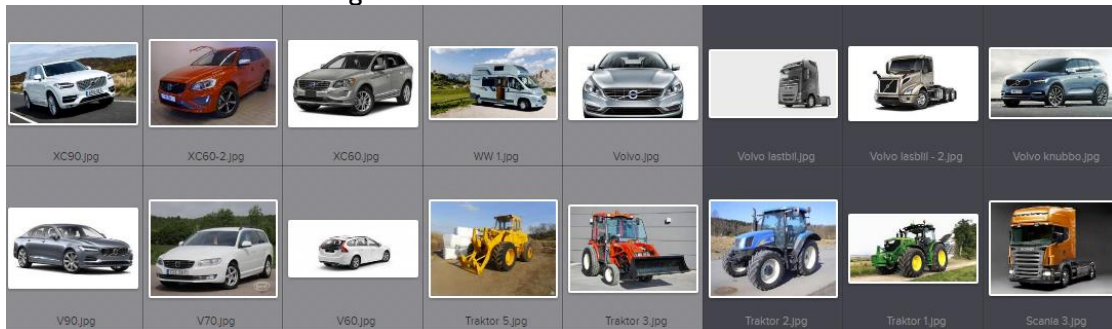 XC90.jpg
XC60-2.jpg
XC60.jpg
WW 1.jpg
Volvo.jpg
Volvo lastbil.jpg
Volvo lasbliil - 2.jpg
Volvo knubbo.jpg
V90.jpg
V70.jpg
V60.jpg
Traktor 5.jpg
Traktor 3.jpg
Traktor 2.jpg
Traktor 1.jpg
Scania 3.jpg